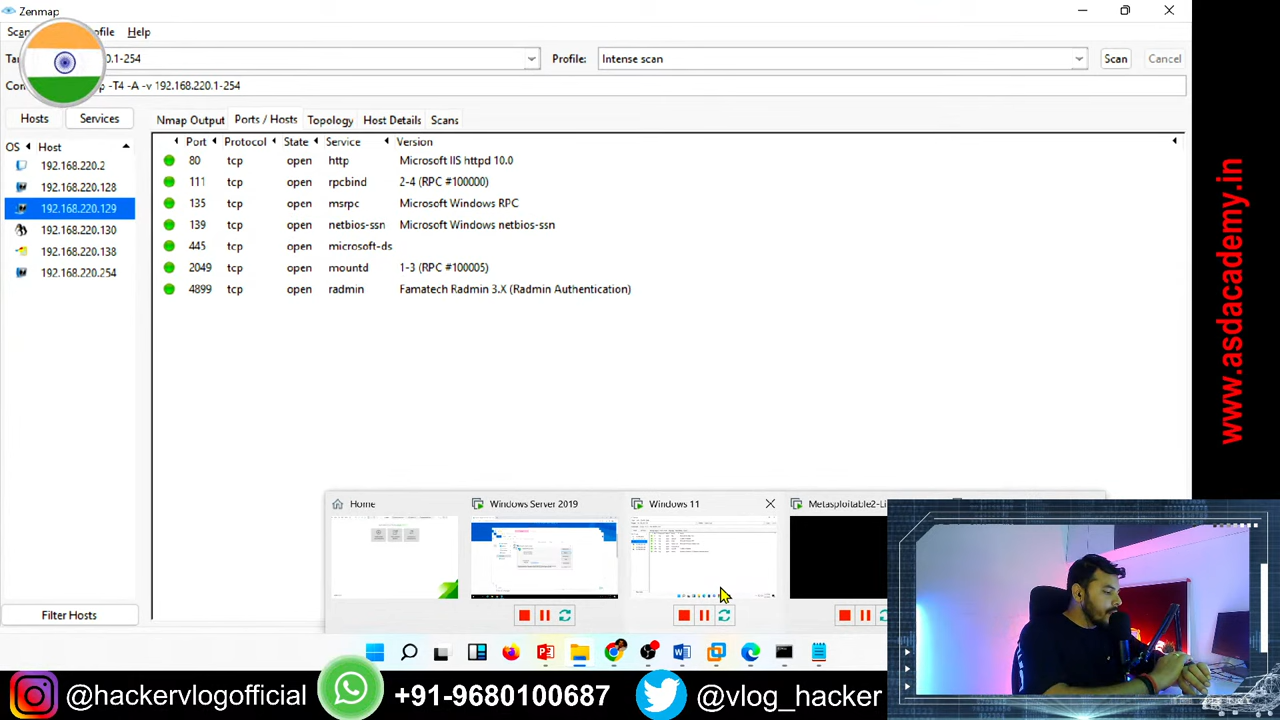 Zenmap
Scan Profile Help
.1-254
Profile: Intense scan
Scan Cancel
-T4 -A -v 192.168.220.1-254
Hosts Services
Nmap Output Ports / Hosts Topology Host Details Scans
OS Host
Port Protocol State Service Version
192.168.220.2
192.168.220.128
192.168.220.129
192.168.220.130
192.168.220.138
192.168.220.254
80 tcp open http Microsoft IIS httpd 10.0
111 tcp open rpcbind 2-4 (RPC #100000)
135 tcp open msrpc Microsoft Windows RPC
139 tcp open netbios-ssn Microsoft Windows netbios-ssn
445 tcp open microsoft-ds
2049 tcp open mountd 1-3 (RPC #100005)
4899 tcp open radmin Famatech Radmin 3.X (Radmin Authentication)
Home
Windows Server 2019
Windows 11
Metasploitable2-Li
Filter Hosts
www.asdacademy.in
@hackervlogofficial
+91-9680100687
@vlog_hacker